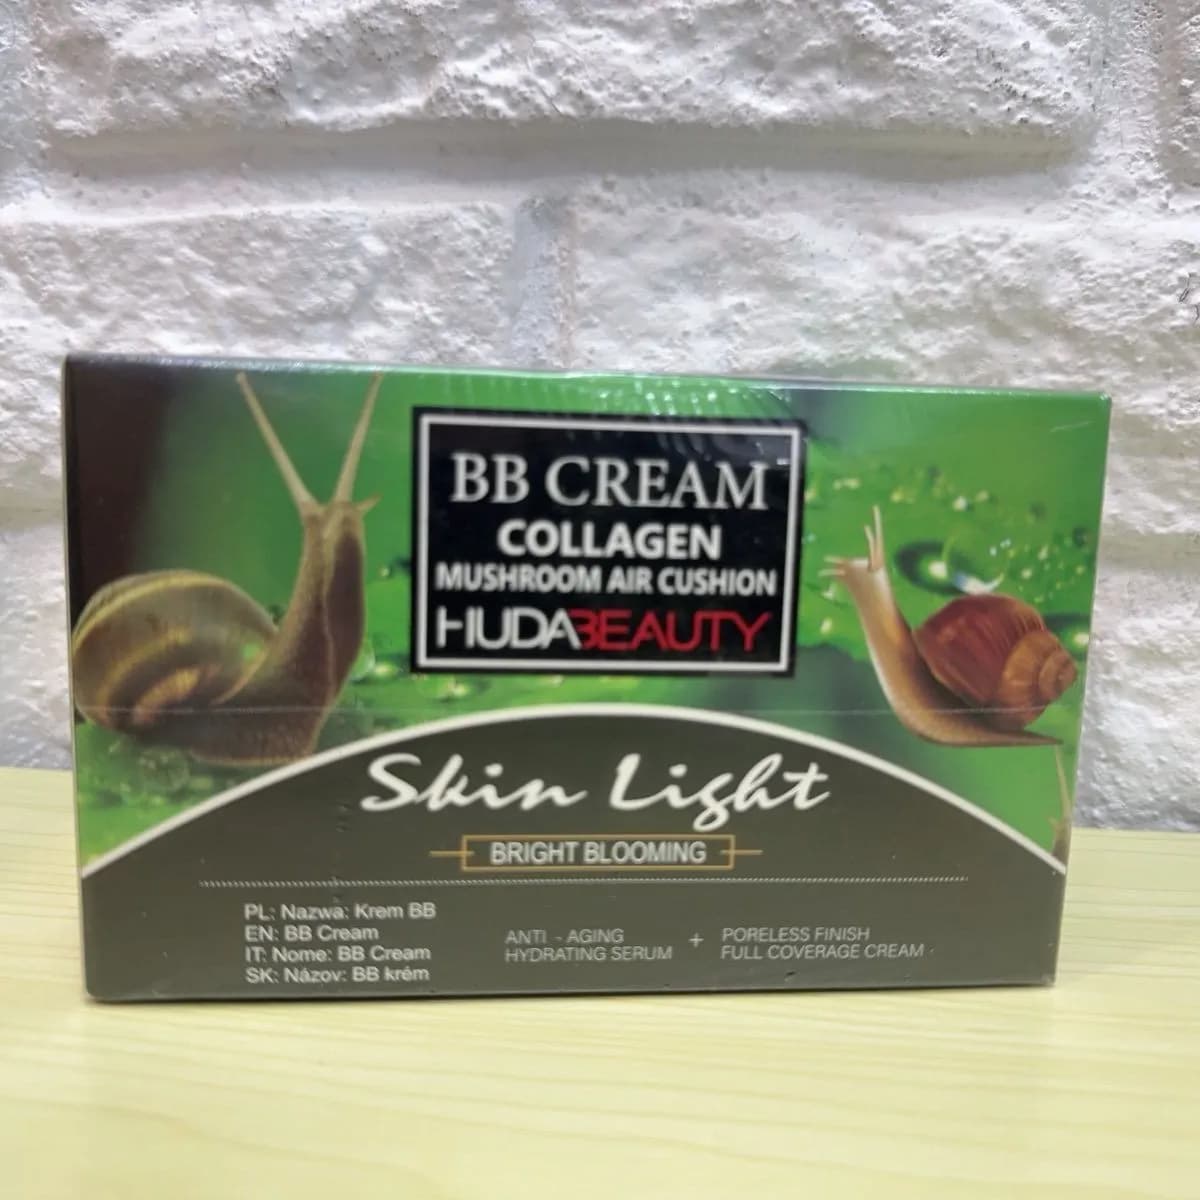 BB CREAM
COLLAGEN
MUSHROOM AIR CUSHION
HUDABEAUTY
Skin Light
BRIGHT BLOOMING
PL: Nazwa: Krem BB
EN: BB Cream
IT: Nome: BB Cream
SK: Názov: BB krém
ANTI - AGING
HYDRATING SERUM
+
PORELESS FINISH
FULL COVERAGE CREAM